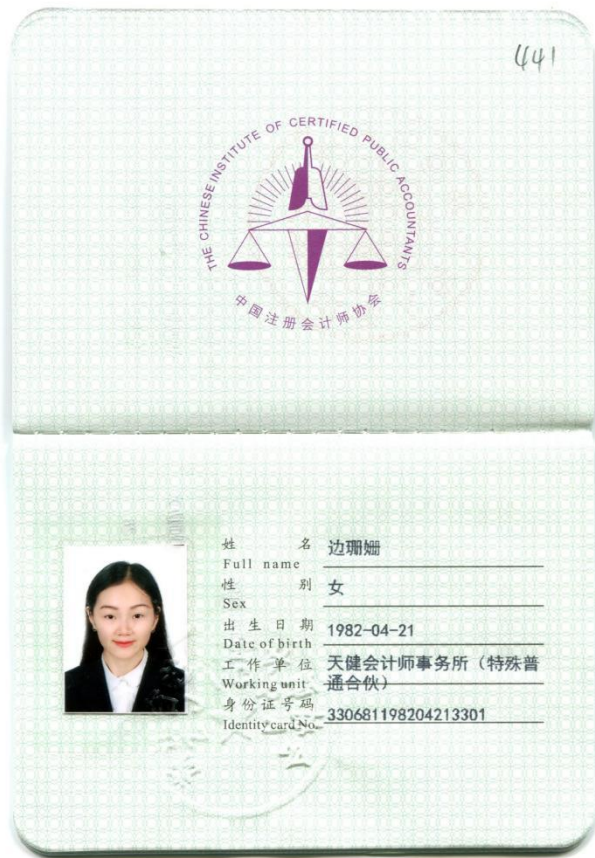 441
THE CHINESE INSTITUTE OF CERTIFIED PUBLIC ACCOUNTANTS
中国注册会计师协会
姓 名 边珊姗
Full name
性 别 女
Sex
出生日期 1982-04-21
Date of birth
工作单位 天健会计师事务所（特殊普
Working unit 通合伙）
身份证号码 330681198204213301
Identity card No.